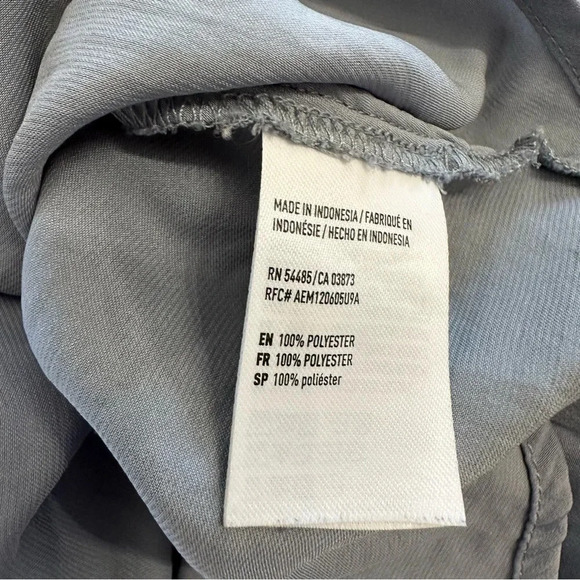 MADE IN INDONESIA / FABRIQUÉ EN
INDONÉSIE / HECHO EN INDONESIA
RN 54485/CA 03873
RFC# AEM120605U9A
EN 100% POLYESTER
FR 100% POLYESTER
SP 100% poliéster